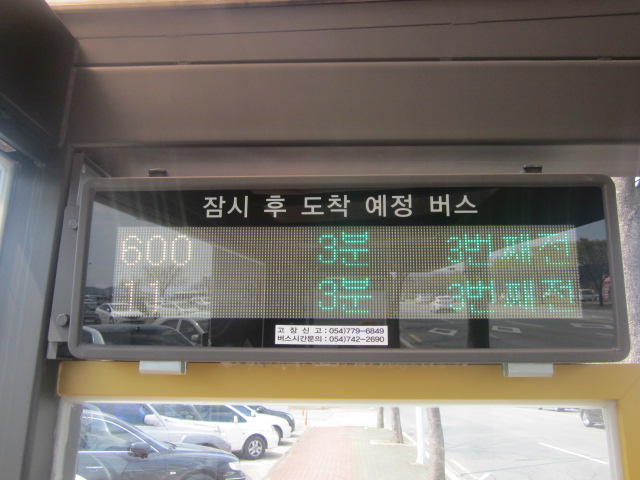 잠시 후 도착 예정 버스
600 3분 3번째전
11 3분 3번째전
고 장 신 고 : 054)779-6849
버스시간문의 : 054)742-2690